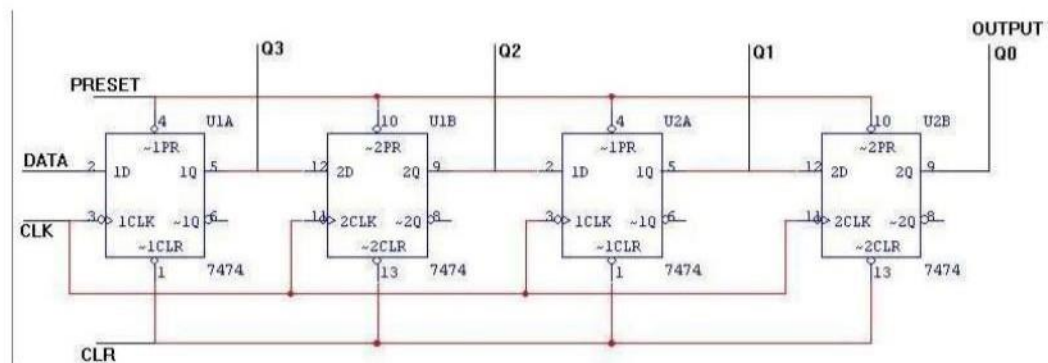 OUTPUT
Q3 Q2 Q1 Q0
PRESET
4 U1A 10 U1B 4 U2A 10 U2B
~1PR ~2PR ~1PR ~2PR
DATA 2 1D 1Q 5 12 2D 2Q 9 2 1D 1Q 5 12 2D 2Q 9
CLK 3 1CLK ~1Q 6 11 2CLK ~2Q 8 3 1CLK ~1Q 6 11 2CLK ~2Q 8
~1CLR ~2CLR ~1CLR ~2CLR
1 7474 13 7474 1 7474 13 7474
CLR